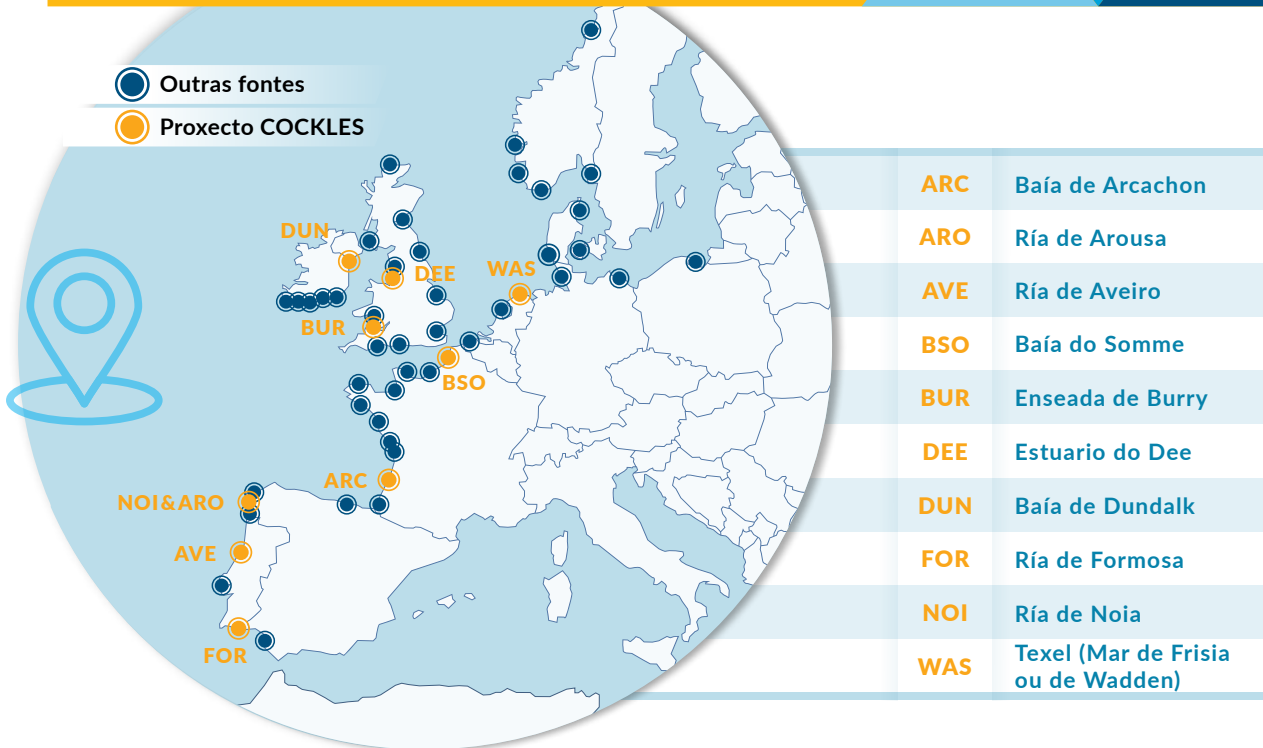 Outras fontes
Proxecto COCKLES
DUN
DEE
WAS
BUR
BSO
ARC
NOI&ARO
AVE
FOR
ARC Baía de Arcachon
ARO Ría de Arousa
AVE Ría de Aveiro
BSO Baía do Somme
BUR Enseada de Burry
DEE Estuario do Dee
DUN Baía de Dundalk
FOR Ría de Formosa
NOI Ría de Noia
WAS Texel (Mar de Frisia
ou de Wadden)